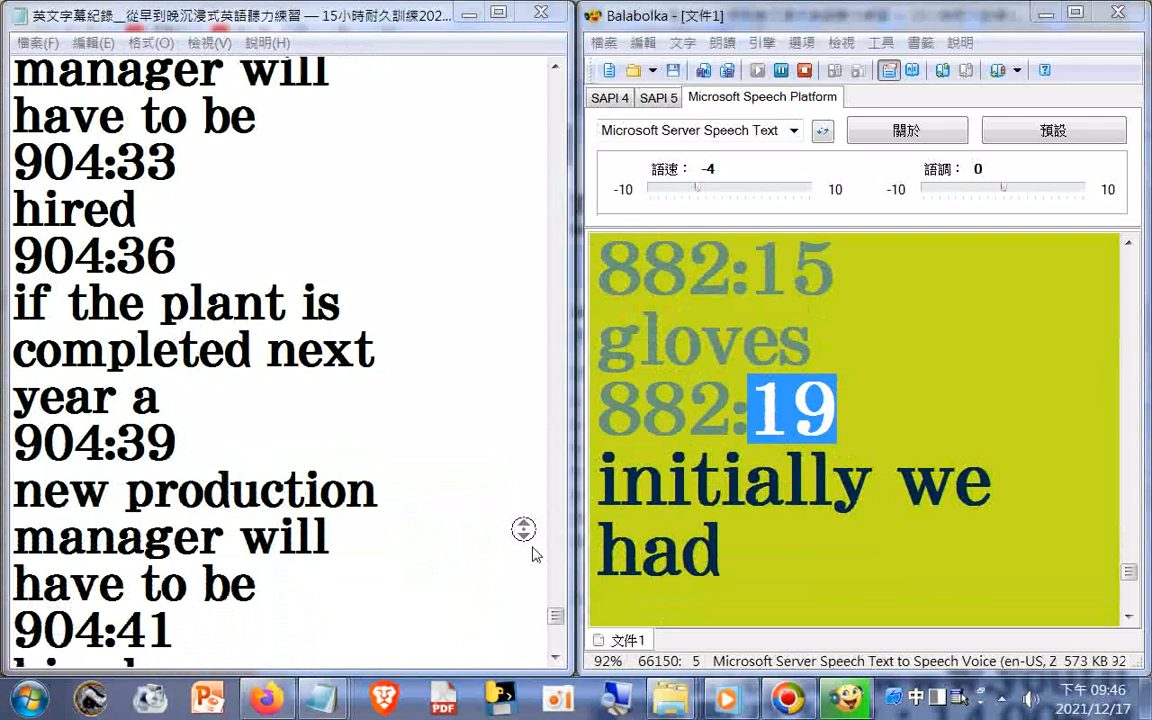 英文字幕紀錄__從早到晚沉浸式英語聽力練習 — 15小時耐久訓練202...
檔案(F) 編輯(E) 格式(O) 檢視(V) 說明(H)
manager will
have to be
904:33
hired
904:36
if the plant is
completed next
year a
904:39
new production
manager will
have to be
904:41
Balabolka - [文件1]
檔案 編輯 文字 朗讀 引擎 選項 檢視 工具 書籤 說明
SAPI 4 SAPI 5 Microsoft Speech Platform
Microsoft Server Speech Text 關於 預設
語速： -4 語調： 0
-10 10 -10 10
882:15
gloves
882:19
initially we
had
文件1
92% 66150: 5 Microsoft Server Speech Text to Speech Voice (en-US, Z 573 KB 92
PDF 中 下午 09:46
2021/12/17